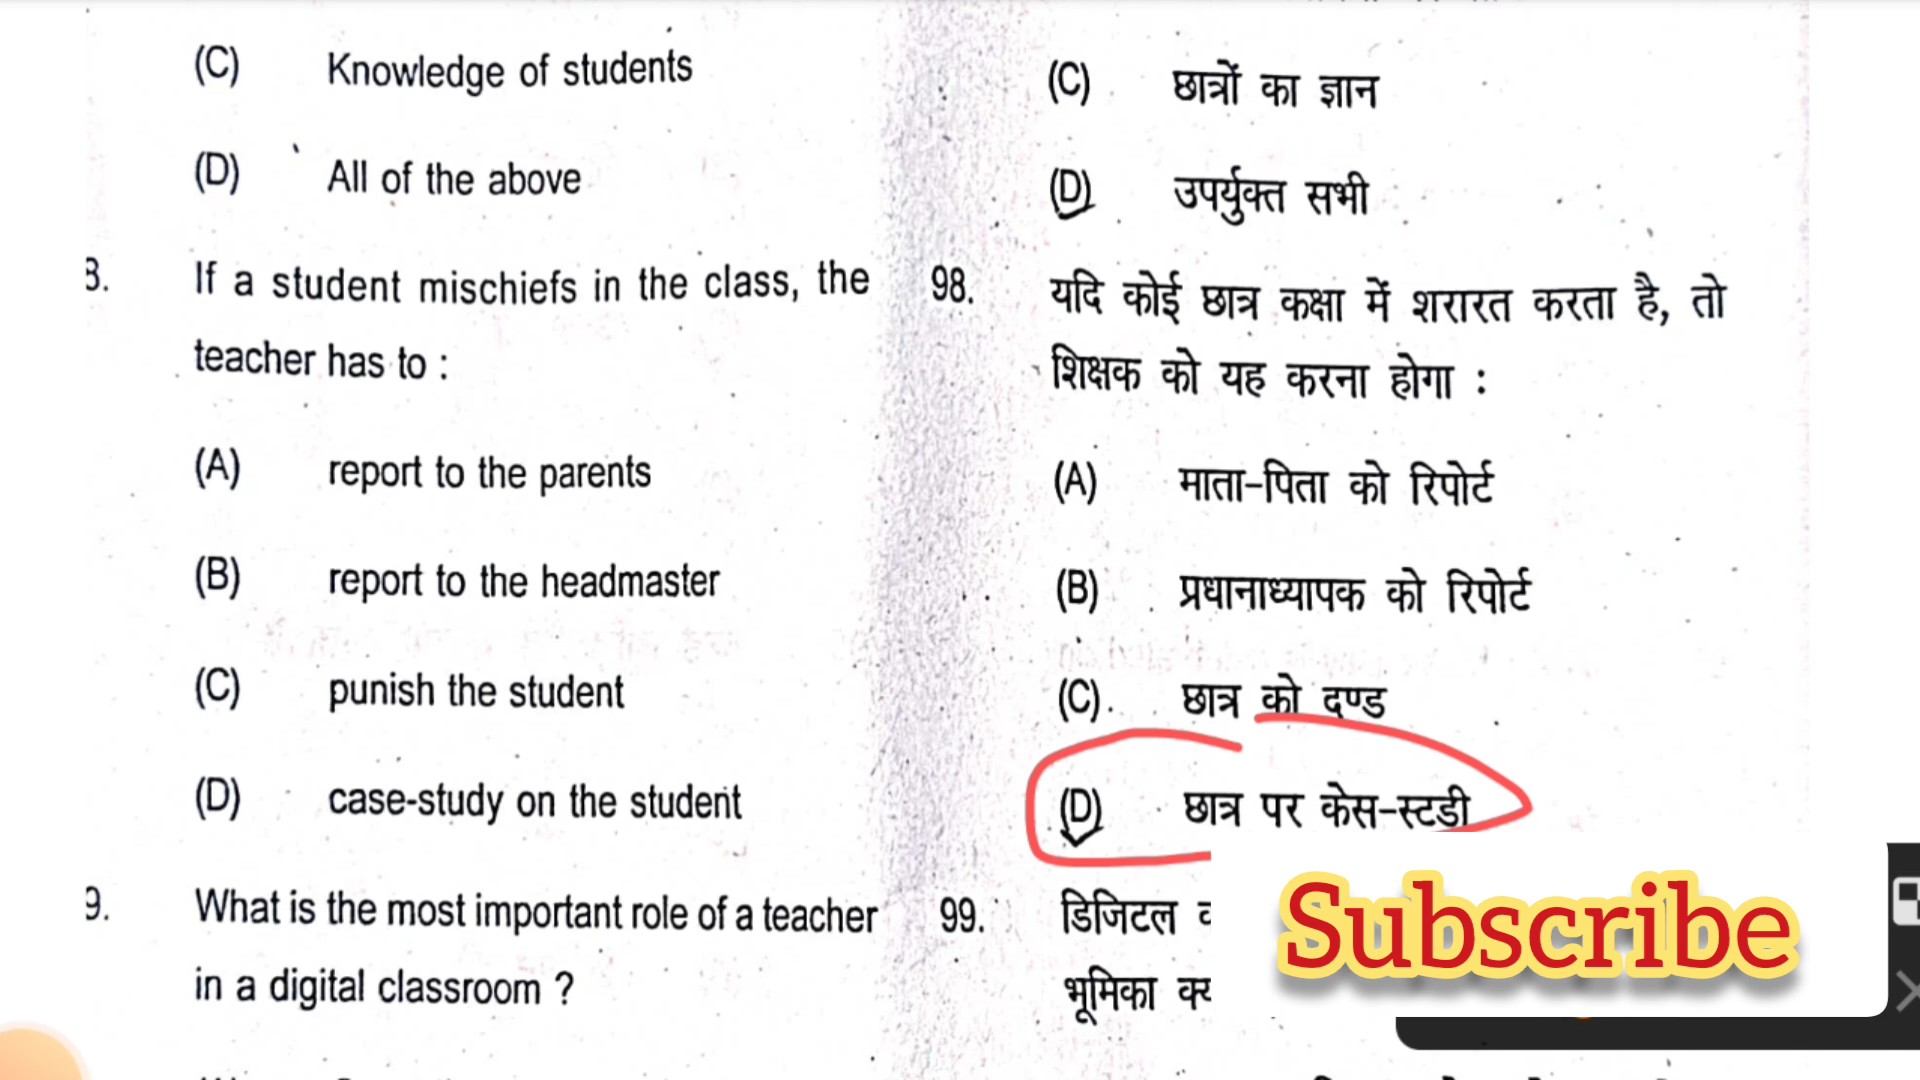 (C) Knowledge of students
(D) All of the above
8. If a student mischiefs in the class, the
teacher has to :
(A) report to the parents
(B) report to the headmaster
(C) punish the student
(D) case-study on the student
9. What is the most important role of a teacher
in a digital classroom ?
(C) छात्रों का ज्ञान
(D) उपर्युक्त सभी
98. यदि कोई छात्र कक्षा में शरारत करता है, तो
शिक्षक को यह करना होगा :
(A) माता-पिता को रिपोर्ट
(B) प्रधानाध्यापक को रिपोर्ट
(C) छात्र को दण्ड
(D) छात्र पर केस-स्टडी
99. डिजिटल
भूमिका
Subscribe